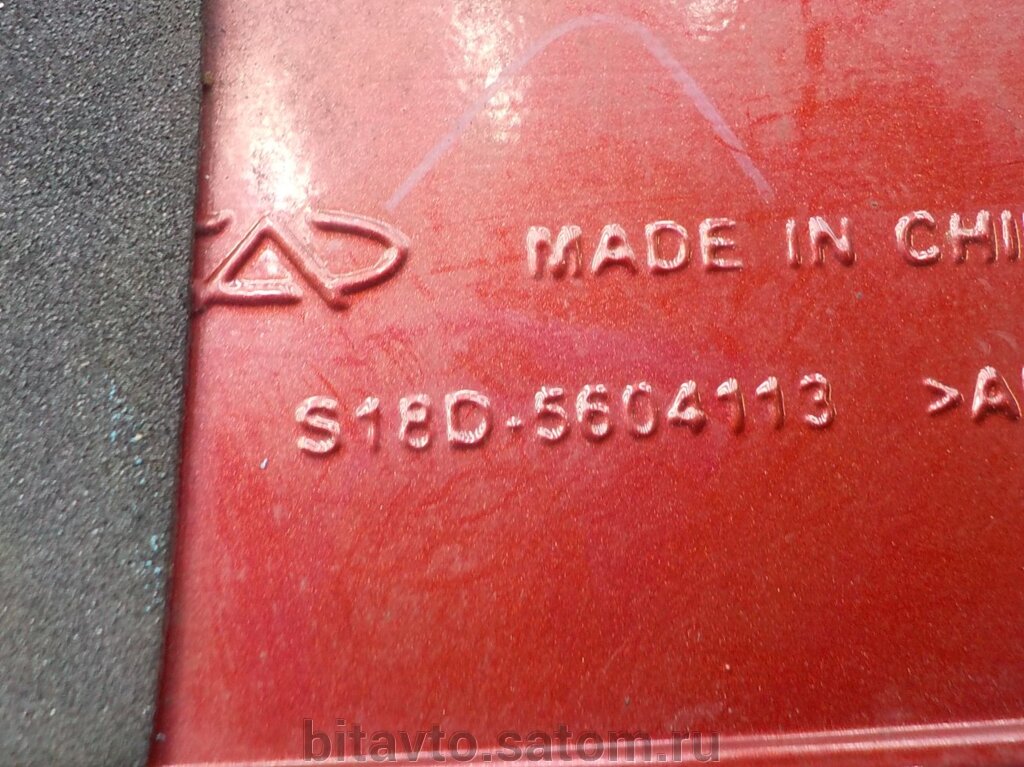 MADE IN CHI
S18D-5604113 >A
bitavto.satom.ru